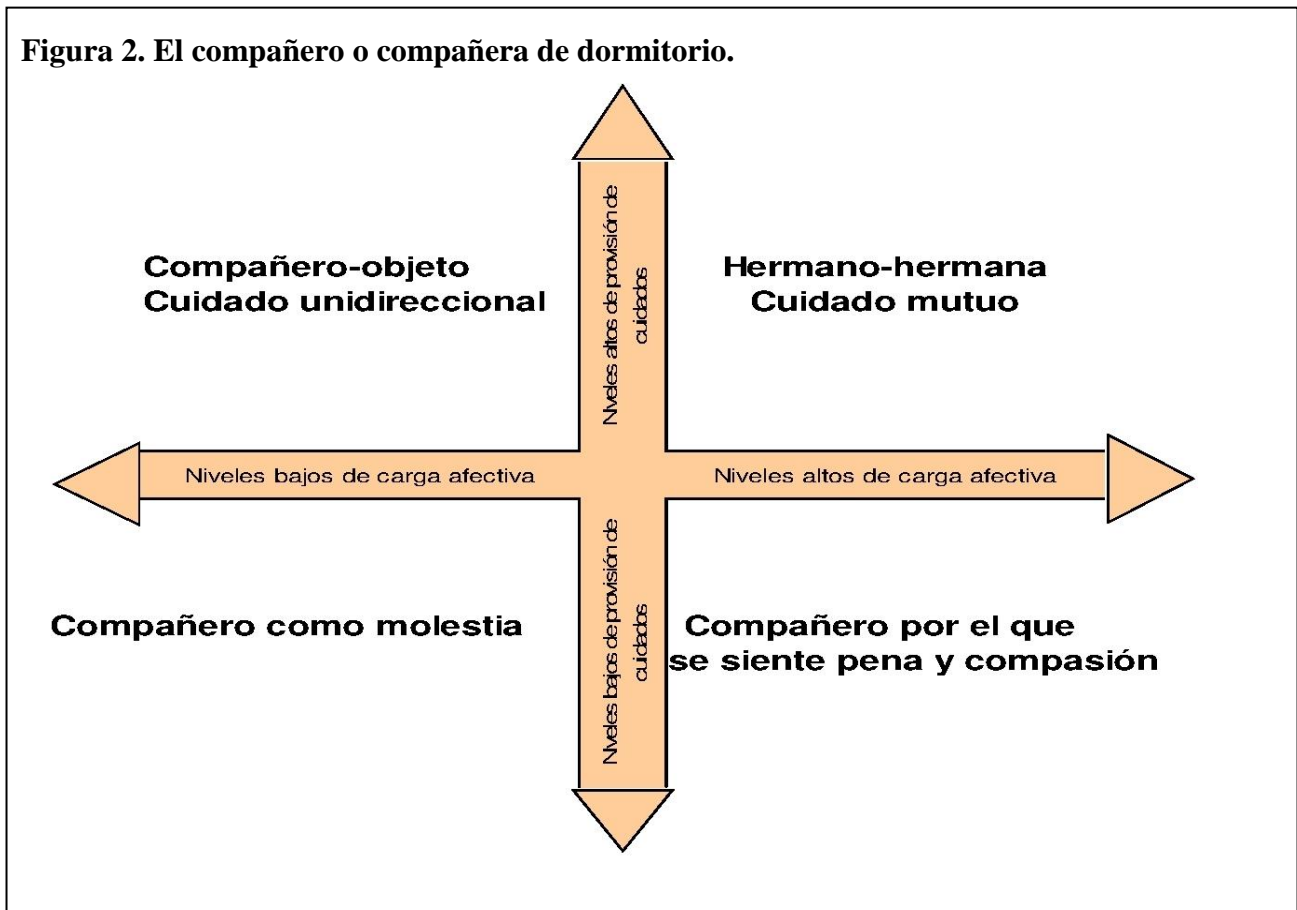 Figura 2. El compañero o compañera de dormitorio.
Compañero-objeto
Cuidado unidireccional
Niveles altos de provisión de
cuidados
Hermano-hermana
Cuidado mutuo
Niveles bajos de carga afectiva
Niveles altos de carga afectiva
Compañero como molestia
Niveles bajos de provisión de
cuidados
Compañero por el que
se siente pena y compasión